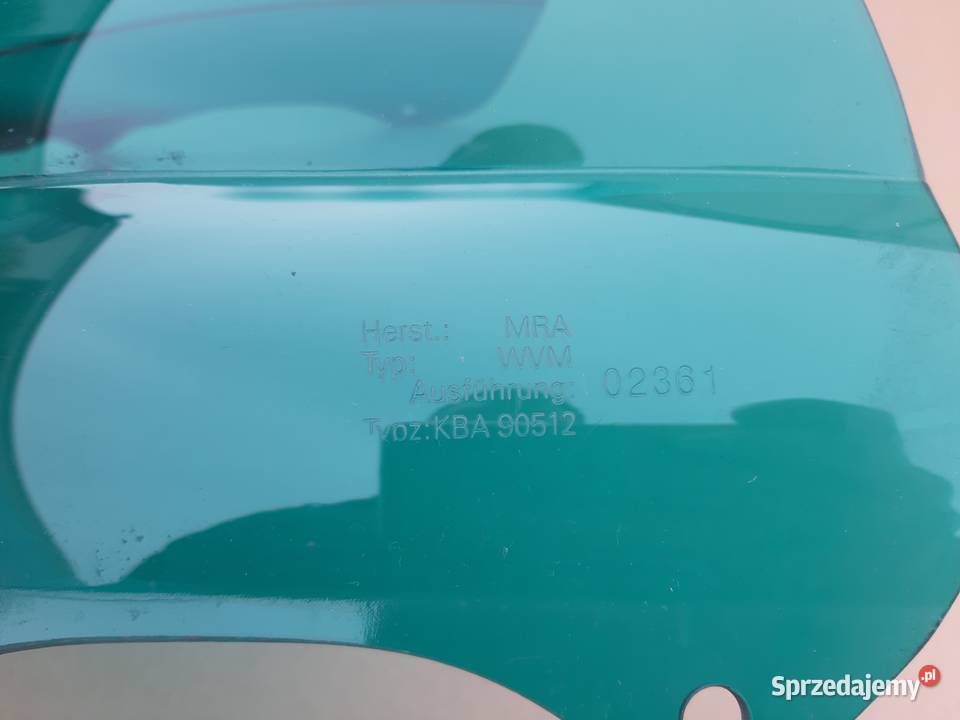 Herst.: MRA
Typ: WVM
Ausführung: 02361
Typz: KBA 90512
Sprzedajemy.pl